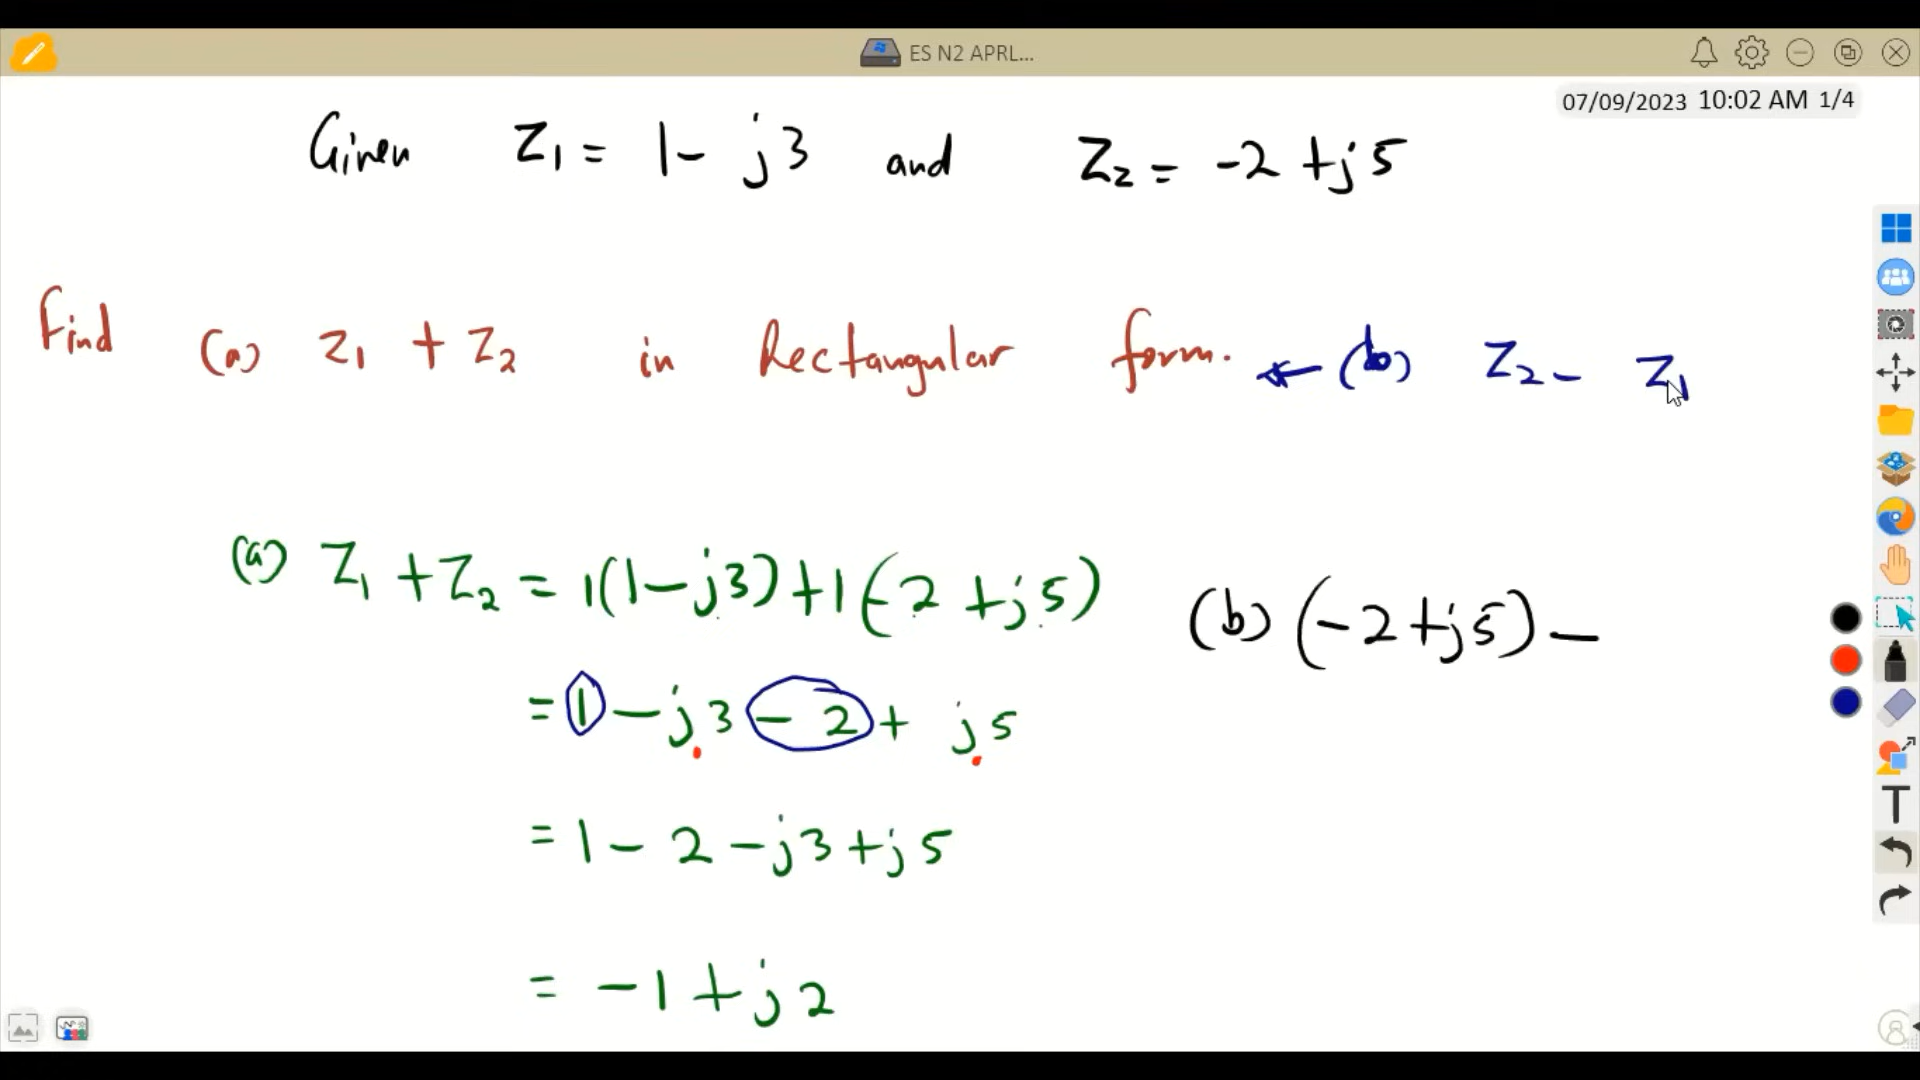 ES N2 APRL...
07/09/2023 10:02 AM 1/4
Given Z₁ = 1 - j3 and Z₂ = -2 + j5
Find (a) Z₁ + Z₂ in Rectangular form. ← (b) Z₂ - Z₁
(a) Z₁ + Z₂ = 1(1 - j3) + 1(-2 + j5)
= 1 - j3 - 2 + j5
= 1 - 2 - j3 + j5
= -1 + j2
(b) (-2 + j5) -
T